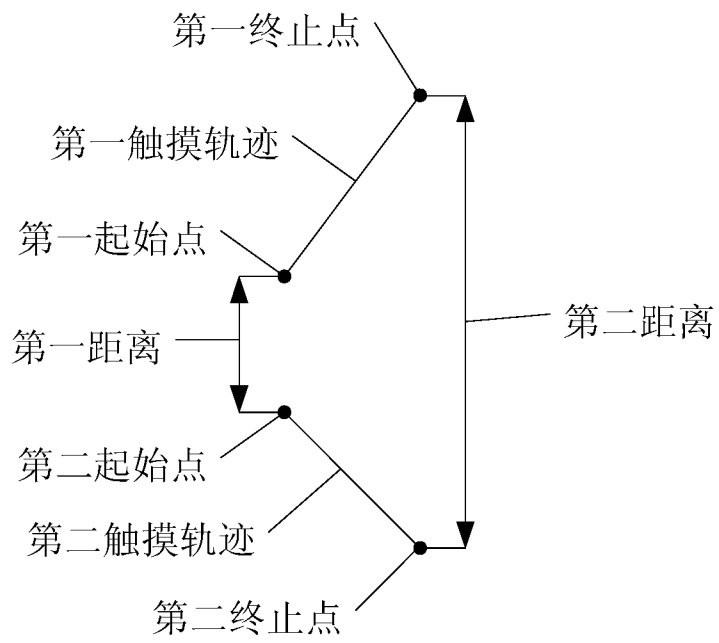 第一终止点
第一触摸轨迹
第一起始点
第二距离
第一距离
第二起始点
第二触摸轨迹
第二终止点